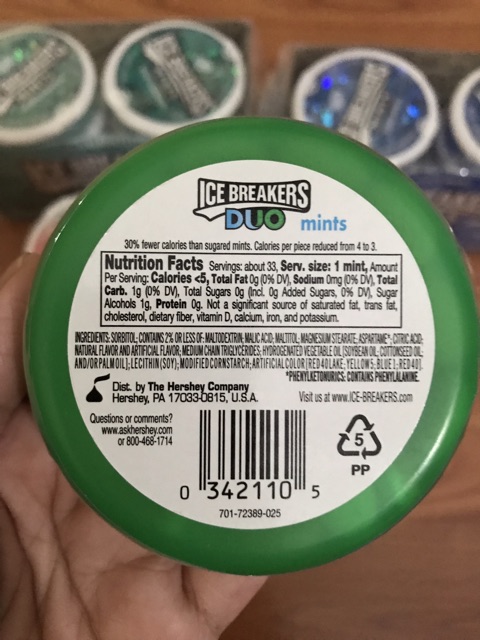 ICE BREAKERS
DUO mints
30% fewer calories than sugared mints. Calories per piece reduced from 4 to 3.
Nutrition Facts Servings: about 33, Serv. size: 1 mint, Amount
Per Serving: Calories <5, Total Fat 0g (0% DV), Sodium 0mg (0% DV), Total
Carb. 1g (0% DV), Total Sugars 0g (Incl. 0g Added Sugars, 0% DV), Sugar
Alcohols 1g, Protein 0g. Not a significant source of saturated fat, trans fat,
cholesterol, dietary fiber, vitamin D, calcium, iron, and potassium.
INGREDIENTS: SORBITOL; CONTAINS 2% OR LESS OF: MALTODEXTRIN; MALIC ACID; MALTITOL; MAGNESIUM STEARATE; ASPARTAME*; CITRIC ACID;
NATURAL FLAVOR AND ARTIFICIAL FLAVOR; MEDIUM CHAIN TRIGLYCERIDES; HYDROGENATED VEGETABLE OIL [SOYBEAN OIL; COTTONSEED OIL;
AND/OR PALM OIL]; LECITHIN (SOY); MODIFIED CORNSTARCH; ARTIFICIAL COLOR [RED 40 LAKE; YELLOW 5; BLUE 1; RED 40].
*PHENYLKETONURICS: CONTAINS PHENYLALANINE.
Dist. by The Hershey Company
Hershey, PA 17033-0815, U.S.A.
Visit us at www.ICE-BREAKERS.com
Questions or comments?
www.askhershey.com
or 800-468-1714
5
PP
0 342110 5
701-72389-025
ICE BREAKERS
ICE BREAKERS